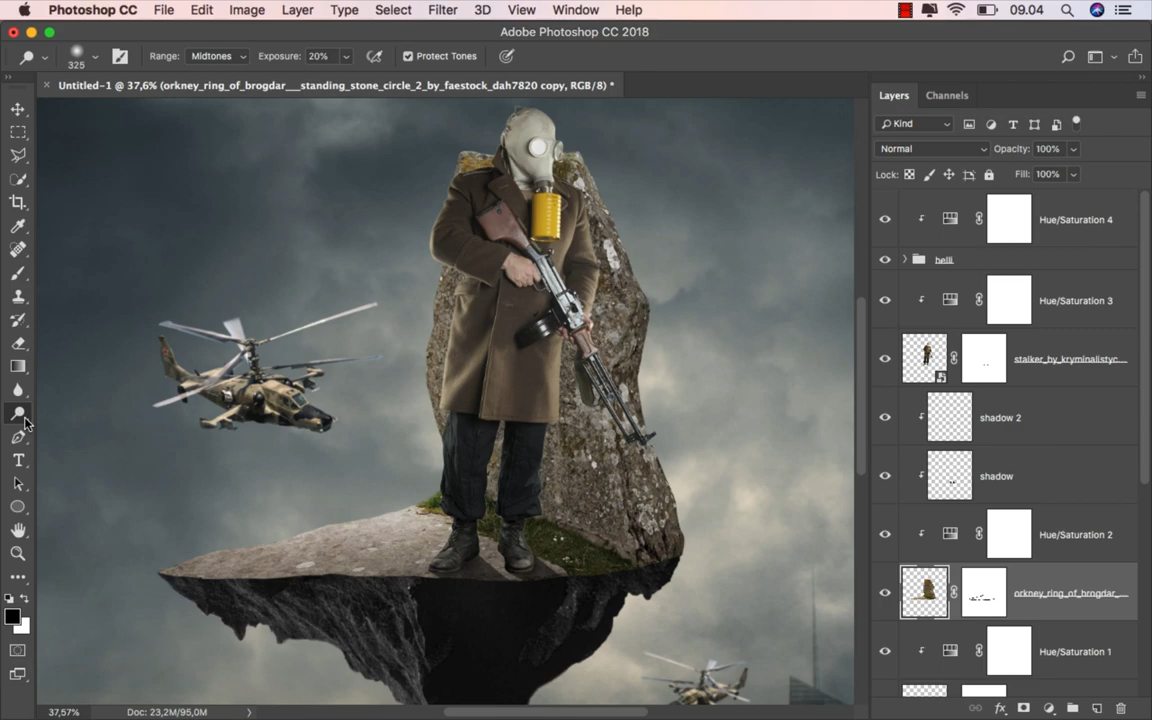 Photoshop CC File Edit Image Layer Type Select Filter 3D View Window Help 09.04
Adobe Photoshop CC 2018
325 Range: Midtones Exposure: 20% Protect Tones
Untitled-1 @ 37,6% (orkney_ring_of_brogdar__standing_stone_circle_2_by_faestock_dah7820 copy, RGB/8) *
Layers Channels
Kind
Normal Opacity: 100%
Lock: Fill: 100%
Hue/Saturation 4
helli
Hue/Saturation 3
stalker_by_kryminalistyc...
shadow 2
shadow
Hue/Saturation 2
orkney_ring_of_brogdar_...
Hue/Saturation 1
37,57% Doc: 23,2M/95,0M